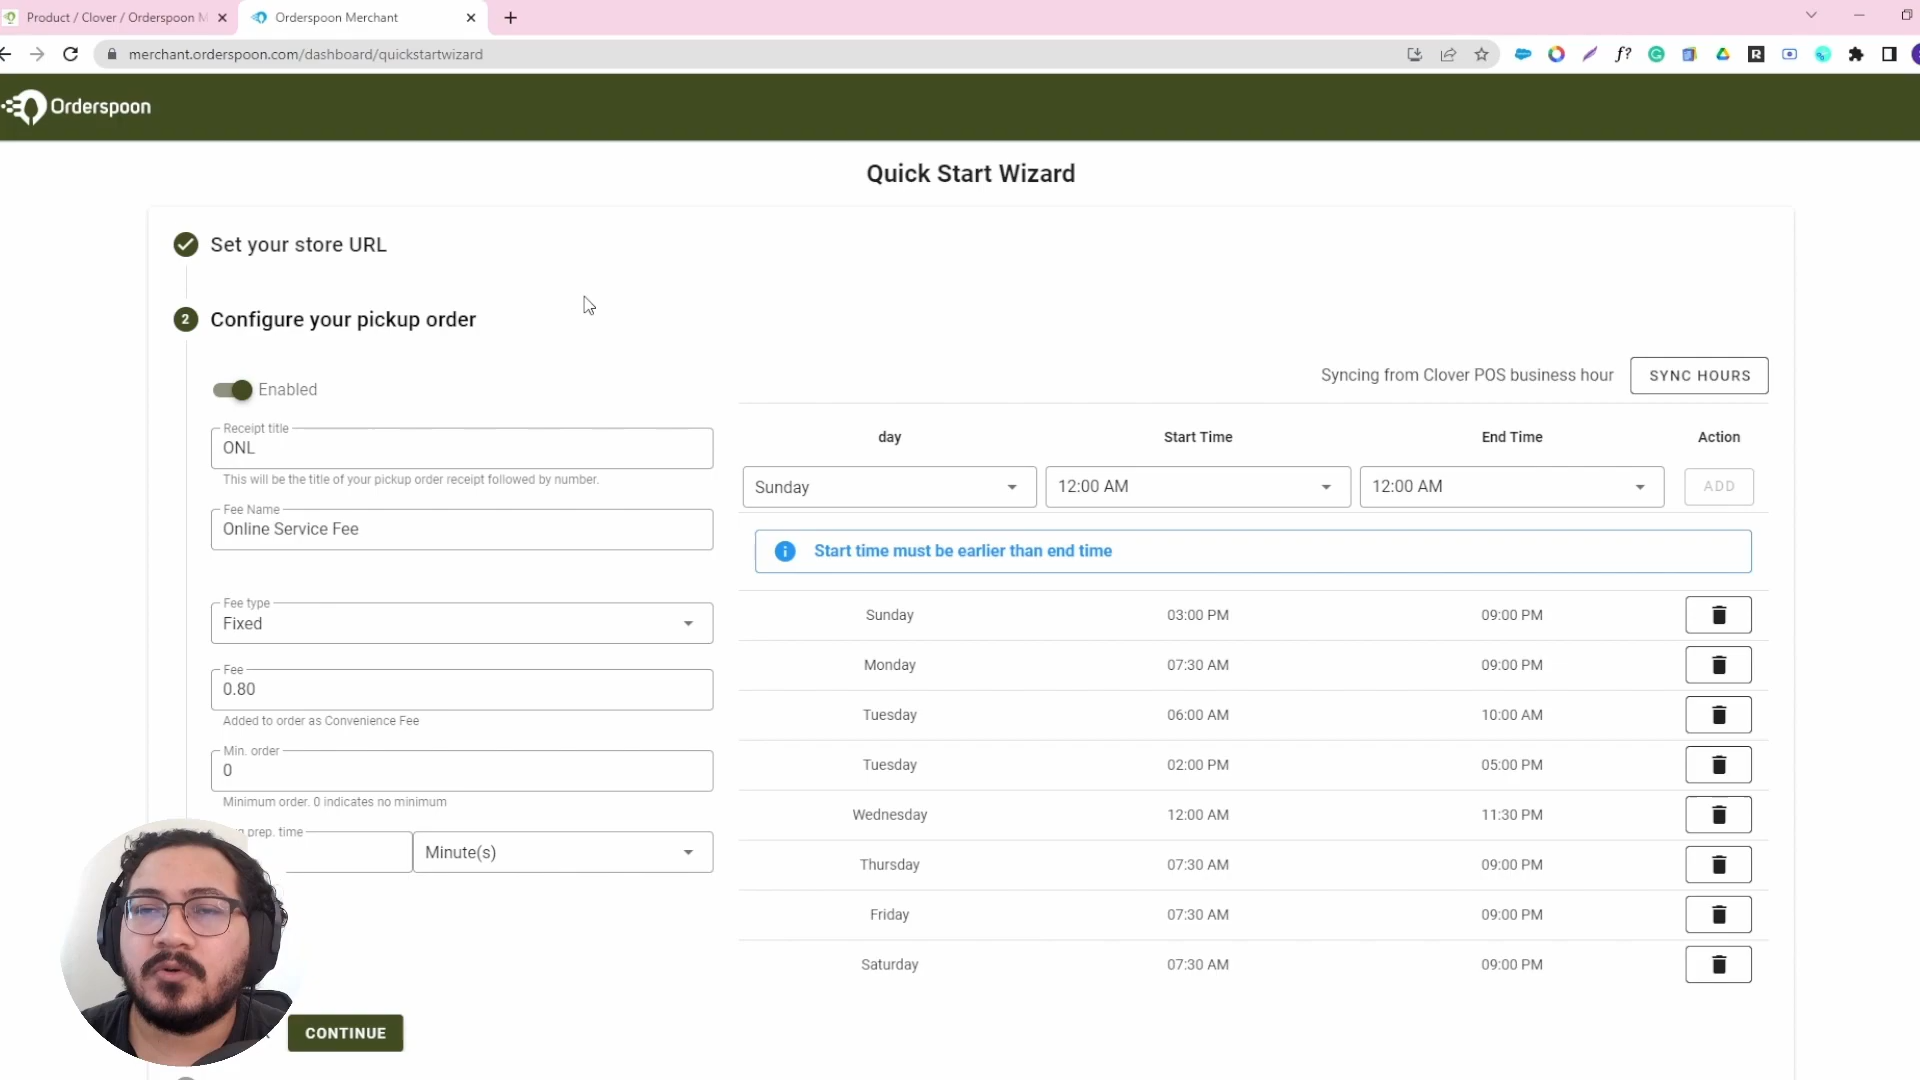 Product / Clover / Orderspoon M
Orderspoon Merchant
merchant.orderspoon.com/dashboard/quickstartwizard
f?
R
Orderspoon
Quick Start Wizard
Set your store URL
2 Configure your pickup order
Syncing from Clover POS business hour SYNC HOURS
Enabled
Receipt title
ONL
This will be the title of your pickup order receipt followed by number.
Fee Name
Online Service Fee
Fee type
Fixed
Fee
0.80
Added to order as Convenience Fee
Min. order
0
Minimum order. 0 indicates no minimum
prep. time
Minute(s)
CONTINUE
day Start Time End Time Action
Sunday 12:00 AM 12:00 AM ADD
Start time must be earlier than end time
Sunday 03:00 PM 09:00 PM
Monday 07:30 AM 09:00 PM
Tuesday 06:00 AM 10:00 AM
Tuesday 02:00 PM 05:00 PM
Wednesday 12:00 AM 11:30 PM
Thursday 07:30 AM 09:00 PM
Friday 07:30 AM 09:00 PM
Saturday 07:30 AM 09:00 PM